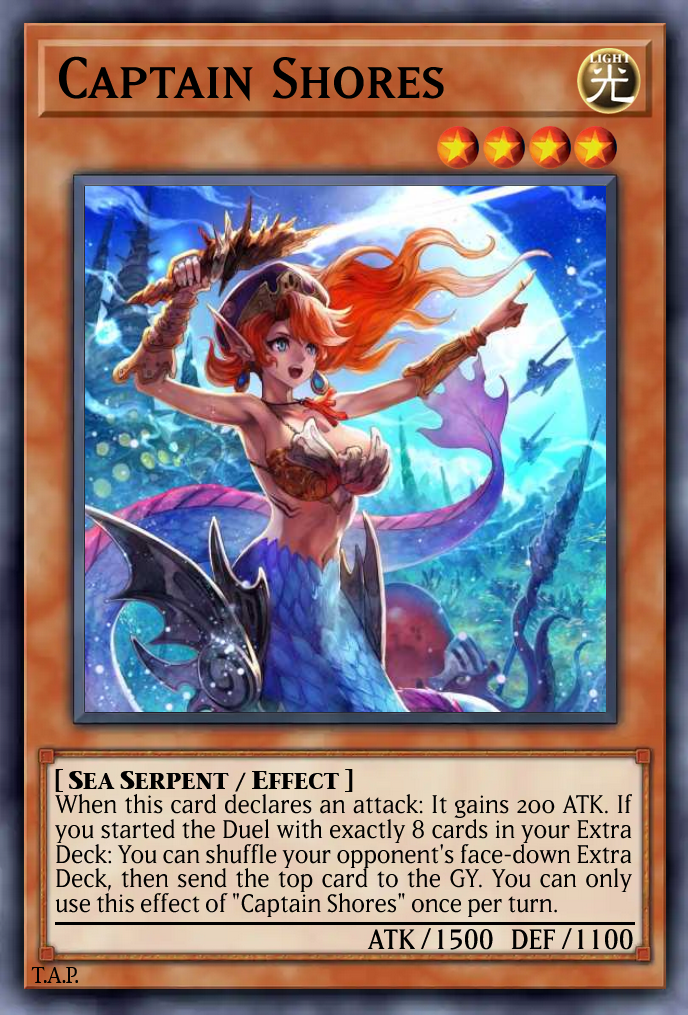 Captain Shores
LIGHT
光
[ Sea Serpent / Effect ]
When this card declares an attack: It gains 200 ATK. If
you started the Duel with exactly 8 cards in your Extra
Deck: You can shuffle your opponent's face-down Extra
Deck, then send the top card to the GY. You can only
use this effect of "Captain Shores" once per turn.
ATK/1500 DEF/1100
T.A.P.